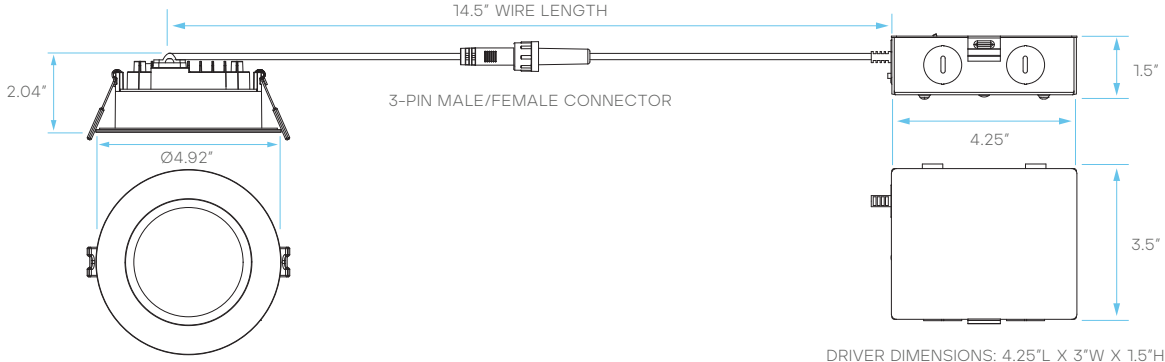 14.5" WIRE LENGTH
2.04"
1.5"
3-PIN MALE/FEMALE CONNECTOR
4.25"
Ø4.92"
3.5"
DRIVER DIMENSIONS: 4.25"L X 3"W X 1.5"H